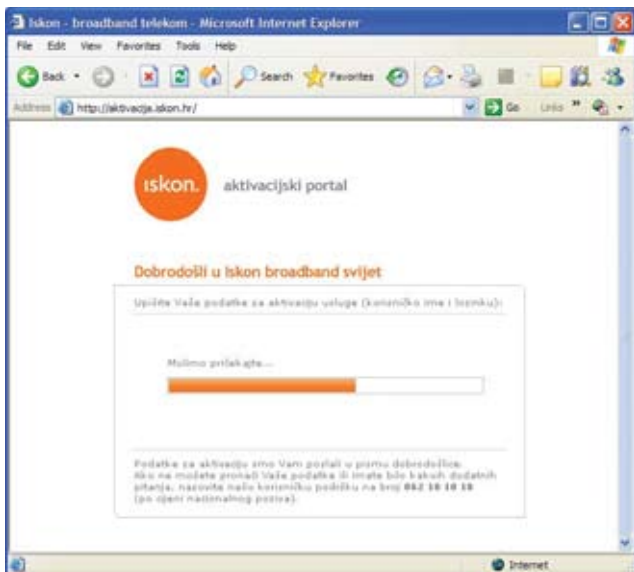 Iskon - broadband telekom - Microsoft Internet Explorer
File Edit View Favorites Tools Help
Back Search Favorites
Address http://aktivacija.iskon.hr/ Go Links »
ıskon. aktivacijski portal
Dobrodošli u Iskon broadband svijet
Upišite Vaše podatke za aktivaciju usluge (korisničko ime i lozinku):
Molimo pričekajte...
Podatke za aktivaciju smo Vam poslali u pismu dobrodošlice.
Ako ne možete pronaći Vaše podatke ili imate bilo kakvih dodatnih
pitanja, nazovite našu korisničku podršku na broj 062 10 10 10
(po cijeni nacionalnog poziva).
Internet